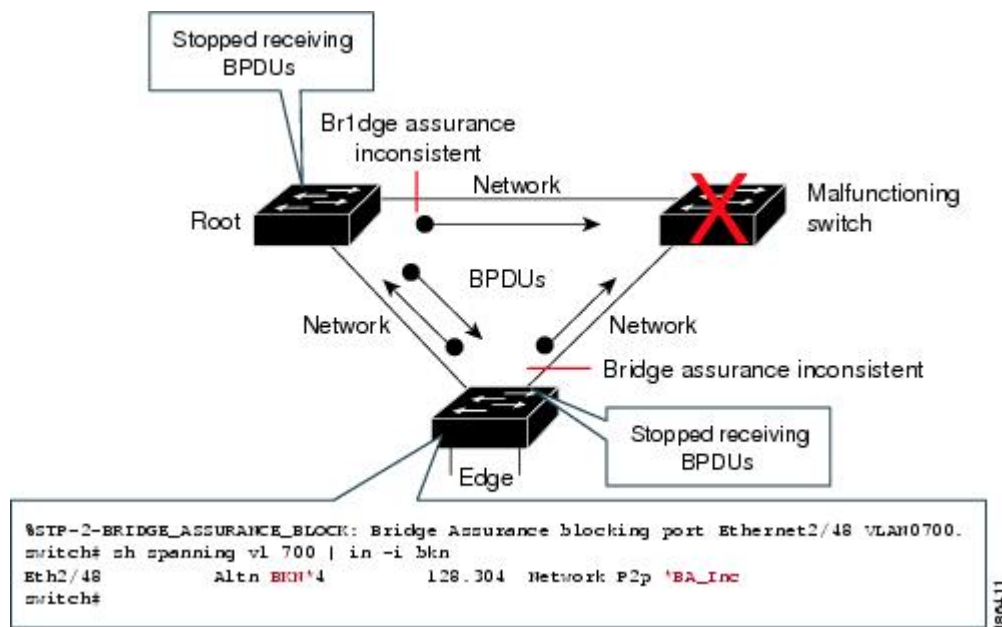 Stopped receiving
BPDUs
Br1dge assurance
inconsistent
Network
Root
Malfunctioning
switch
BPDUs
Network
Network
Bridge assurance inconsistent
Stopped receiving
BPDUs
Edge
%STP-2-BRIDGE_ASSURANCE_BLOCK: Bridge Assurance blocking port Ethernet2/48 VLAN0700.
switch# sh spanning vl 700 | in -i bkn
Eth2/48 Altn BKN*4 128.304 Network P2p *BA_Inc
switch#